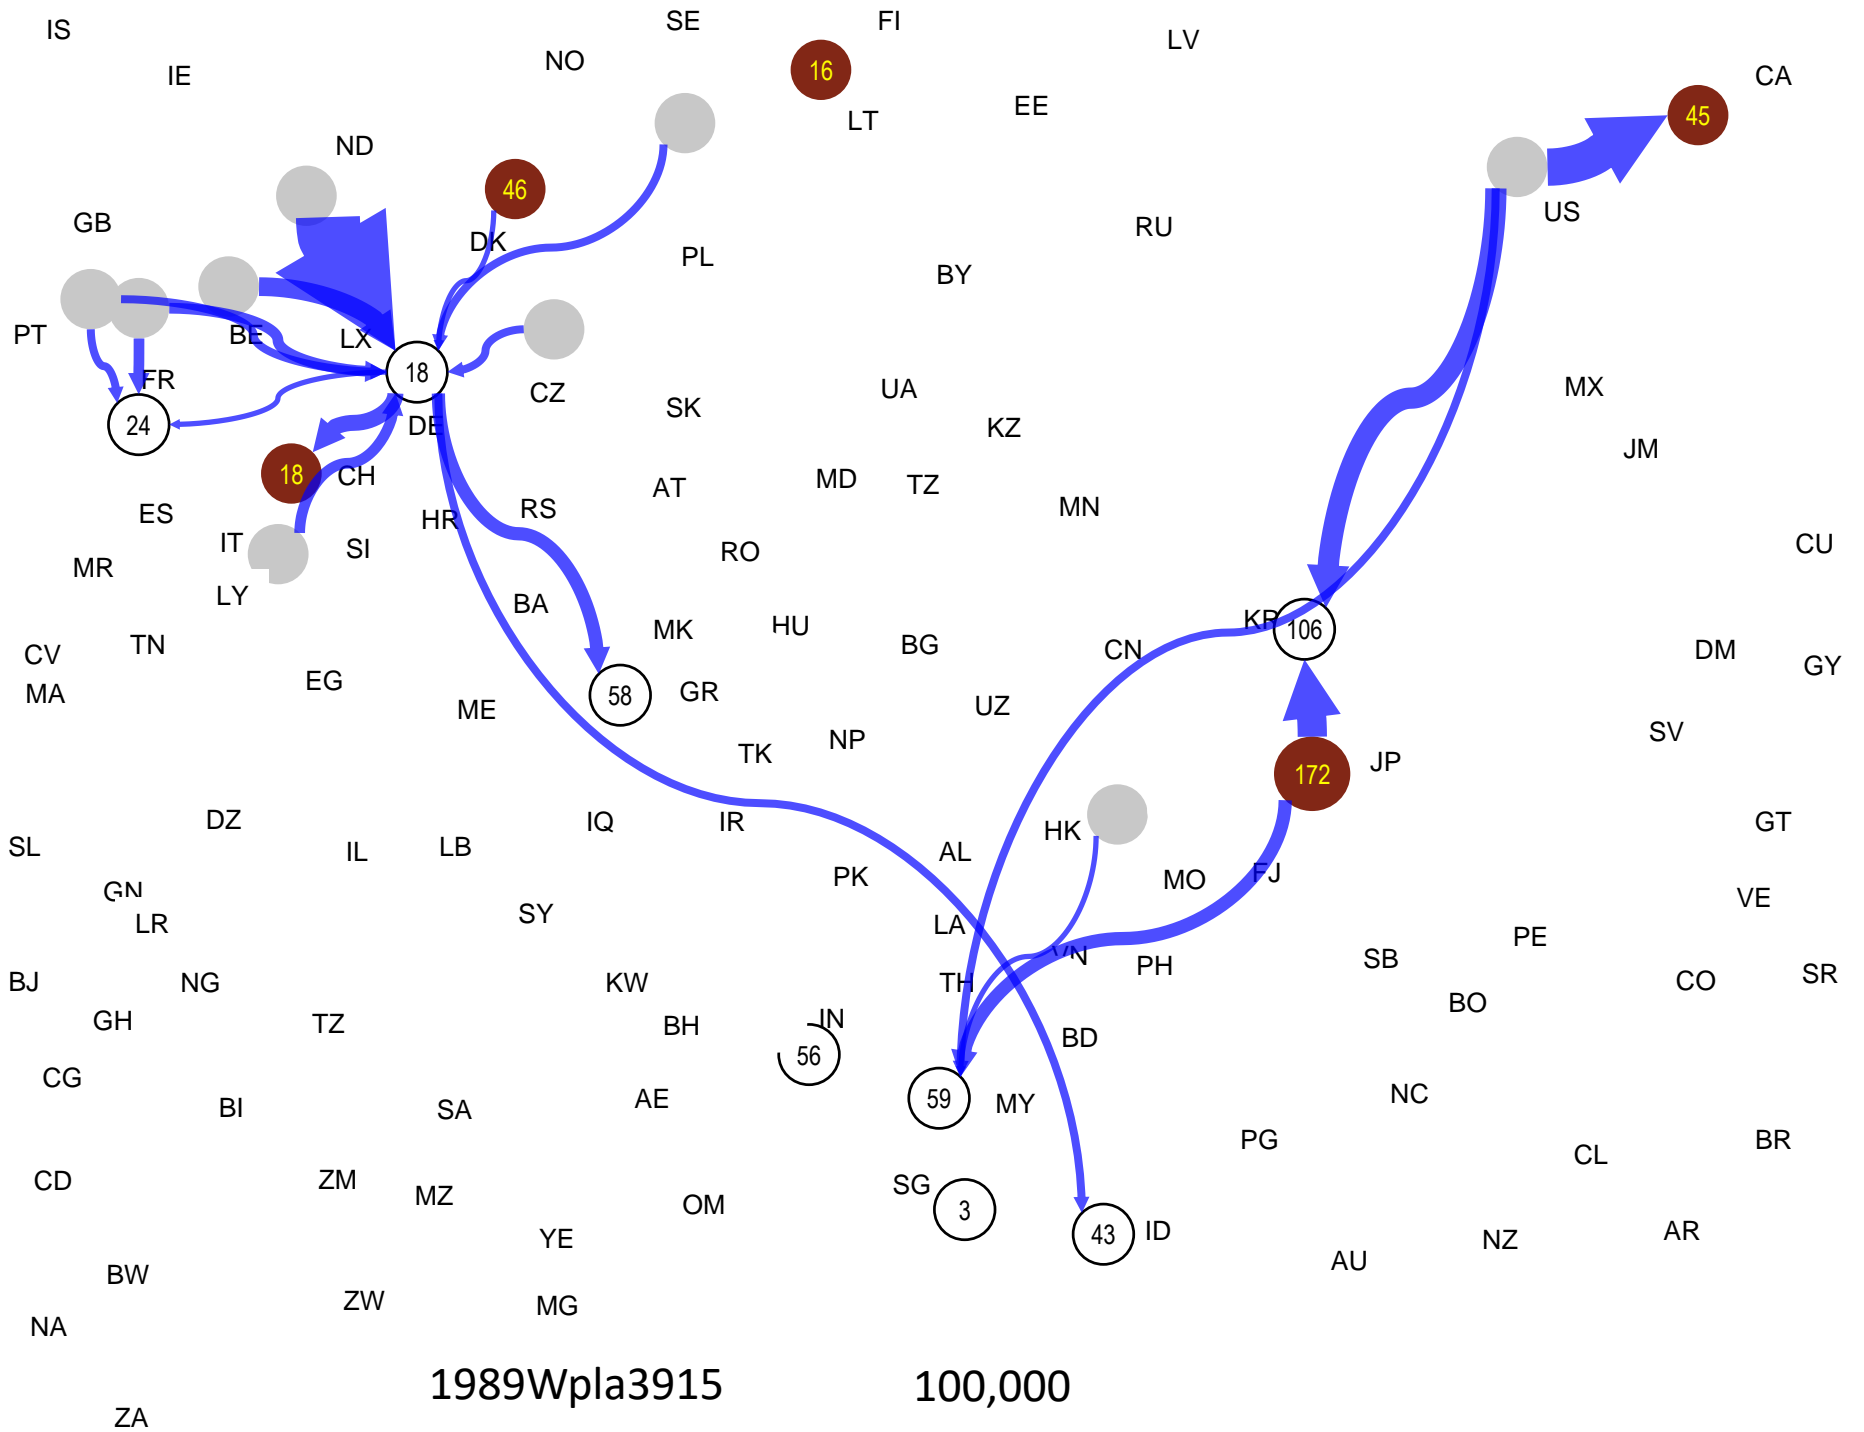 IS
SE
FI
LV
IE
NO
16
CA
EE
45
LT
ND
46
US
GB
DK
RU
PL
BY
PT
BE
LX
18
FR
CZ
UA
MX
SK
24
DE
KZ
JM
18
CH
AT
MD
TZ
MN
ES
HR
RS
IT
SI
RO
CU
MR
LY
BA
MK
HU
KR
106
TN
BG
CN
CV
DM
GY
MA
EG
ME
58
GR
UZ
SV
TK
NP
JP
172
DZ
IQ
IR
HK
GT
SL
IL
LB
AL
PK
MO
FJ
GN
VE
LR
SY
LA
PE
VN
PH
SB
BJ
NG
KW
TH
CO
SR
BO
GH
TZ
BH
IN
BD
56
CG
BI
SA
AE
59
MY
NC
PG
BR
CL
CD
ZM
MZ
OM
SG
3
43
ID
YE
NZ
AR
AU
BW
ZW
MG
NA
1989Wpla3915
100,000
ZA